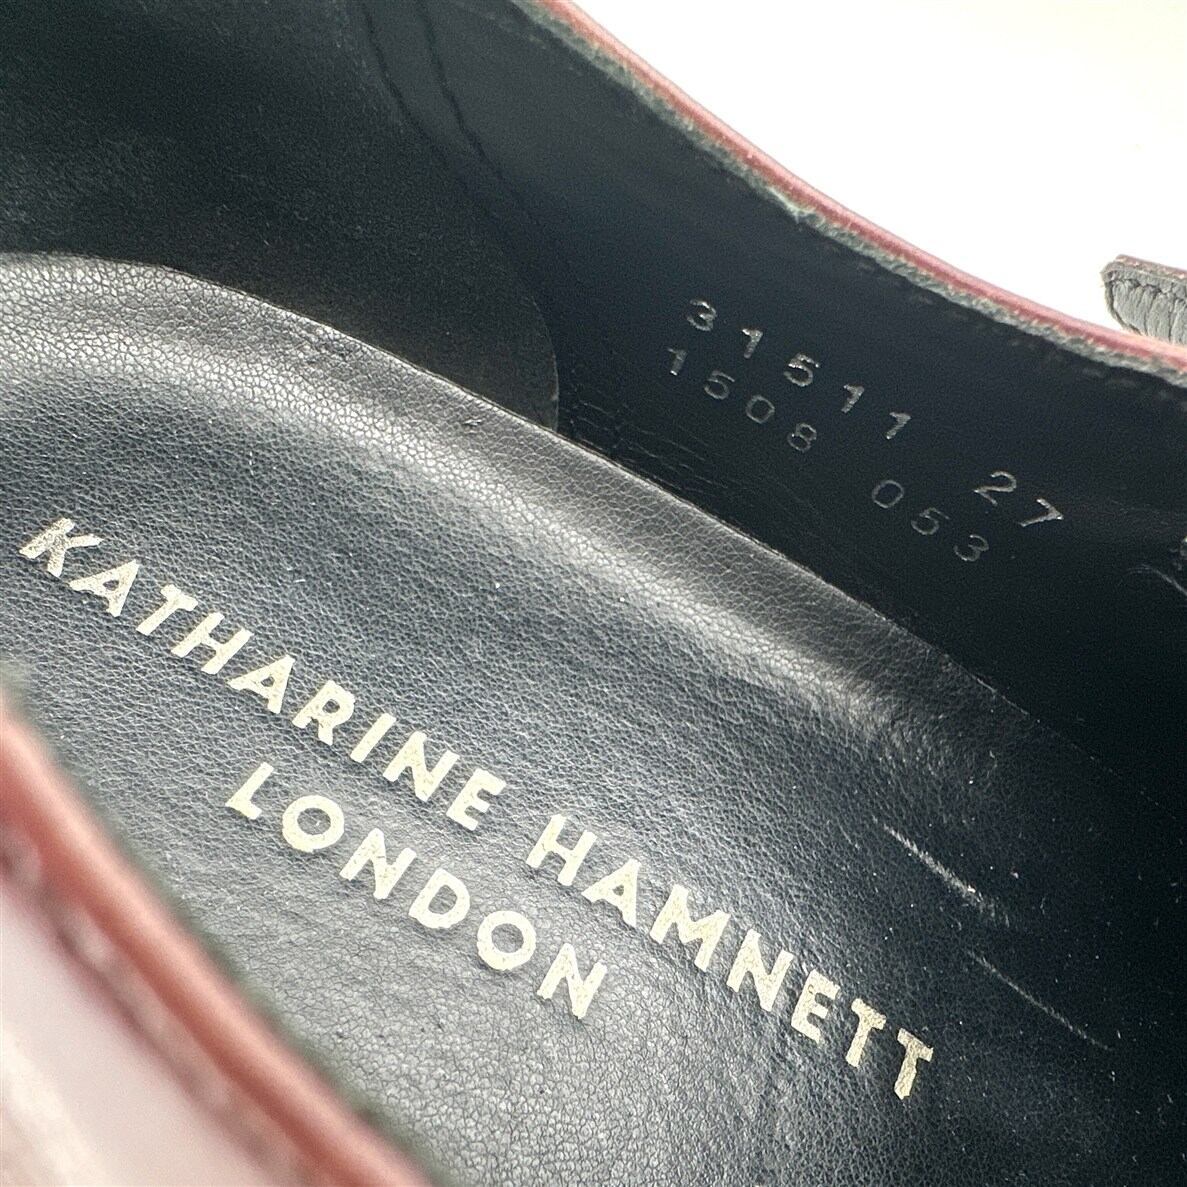 31511 27
1508 053
KATHARINE HAMNETT
LONDON